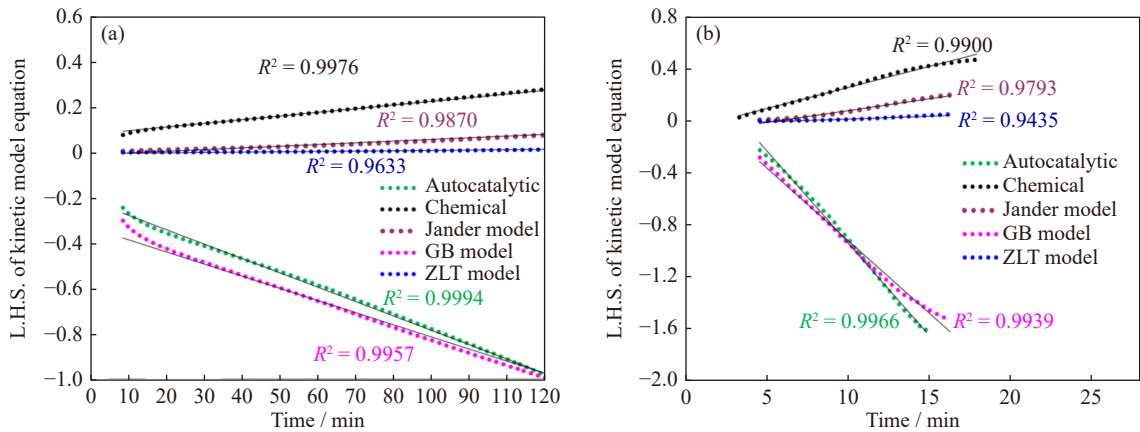 L.H.S. of kinetic model equation
0.6
0.4
0.2
0
−0.2
−0.4
−0.6
−0.8
−1.0
(a)
R² = 0.9976
R² = 0.9870
R² = 0.9633
Autocatalytic
Chemical
Jander model
GB model
ZLT model
R² = 0.9994
R² = 0.9957
0 10 20 30 40 50 60 70 80 90 100 110 120
Time / min
L.H.S. of kinetic model equation
0.8
0.4
0
−0.4
−0.8
−1.2
−1.6
−2.0
(b)
R² = 0.9900
R² = 0.9793
R² = 0.9435
Autocatalytic
Chemical
Jander model
GB model
ZLT model
R² = 0.9966
R² = 0.9939
0 5 10 15 20 25
Time / min